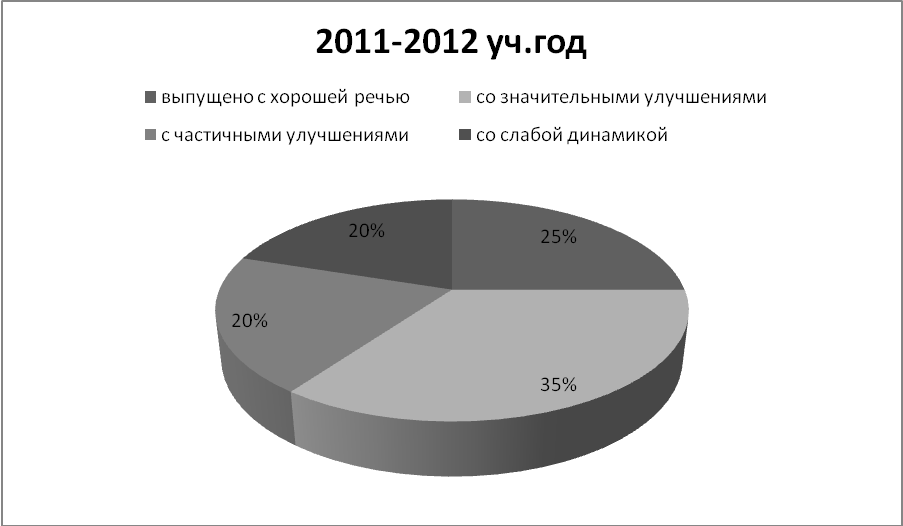 2011-2012 уч.год
выпущено с хорошей речью со значительными улучшениями
с частичными улучшениями со слабой динамикой
20% 25%
20%
35%